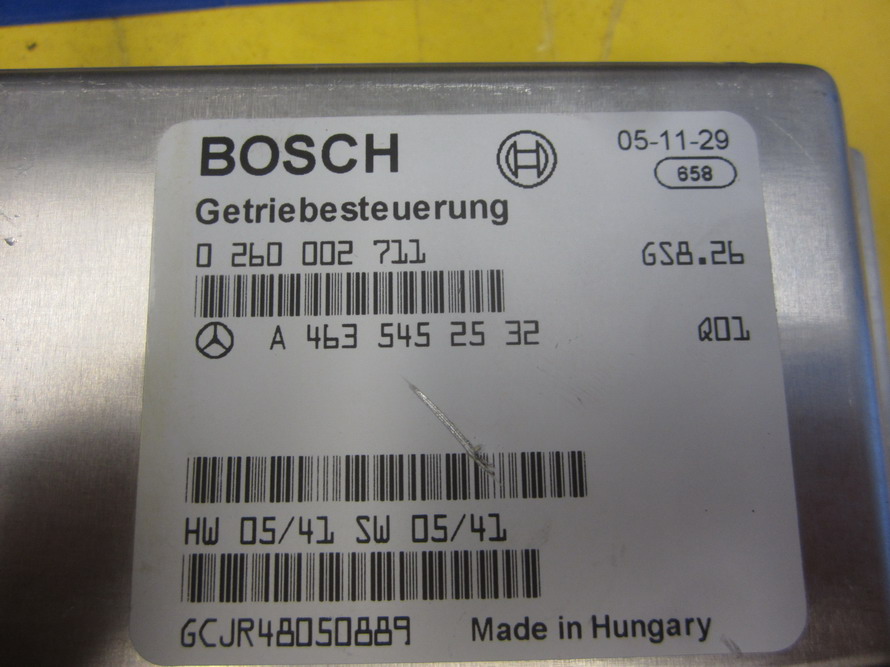 BOSCH
05-11-29
658
Getriebesteuerung
0 260 002 711
GS8.26
A 463 545 25 32
Q01
HW 05/41 SW 05/41
GCJR48050889
Made in Hungary